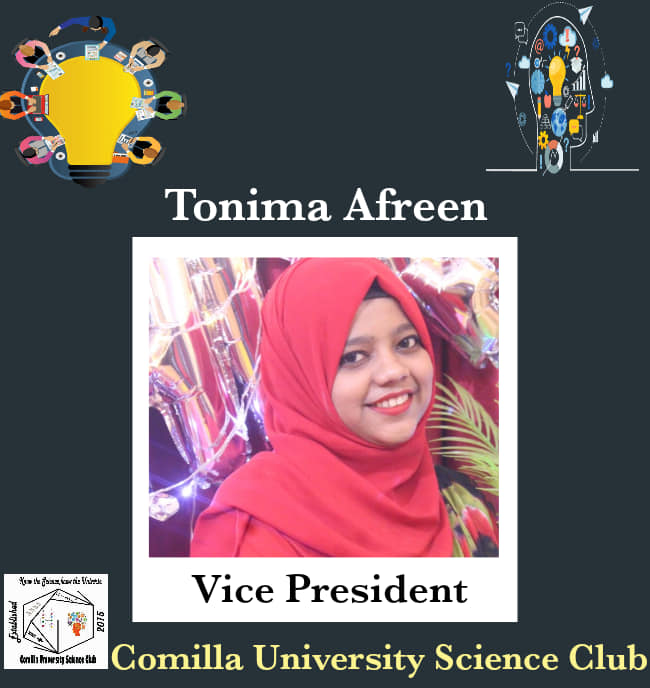 Tonima Afreen
Vice President
Know the Science,know the Universe
Established
2015
Comilla University Science Club
Comilla University Science Club